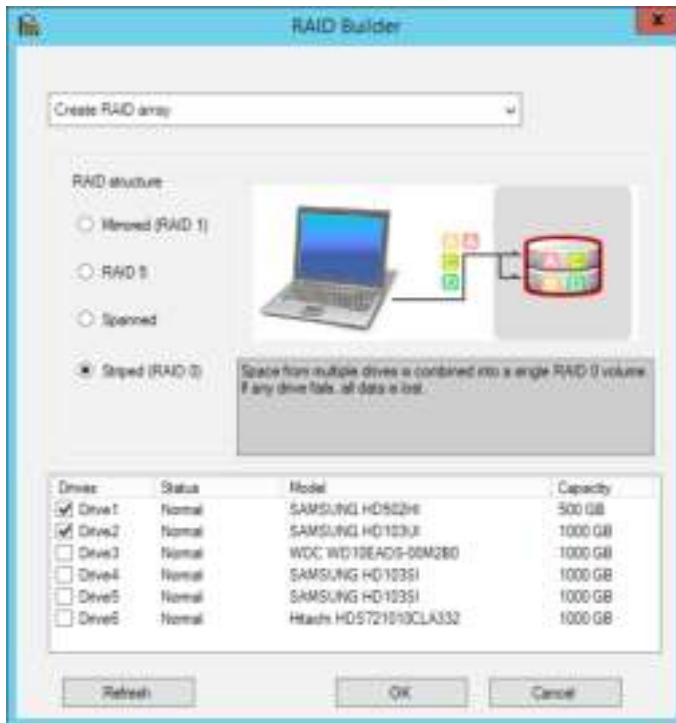 RAID Builder
Create RAID array
RAID structure
Mirrored (RAID 1)
RAID 5
Spanned
Striped (RAID 0)
Space from multiple drives is combined into a single RAID 0 volume.
If any drive fails, all data is lost.
Drives Status Model Capacity
Drive1 Normal SAMSUNG HD502HI 500 GB
Drive2 Normal SAMSUNG HD103UI 1000 GB
Drive3 Normal WDC WD10EADS-00M2B0 1000 GB
Drive4 Normal SAMSUNG HD103SI 1000 GB
Drive5 Normal SAMSUNG HD103SI 1000 GB
Drive6 Normal Hitachi HDS721010CLA332 1000 GB
Refresh OK Cancel